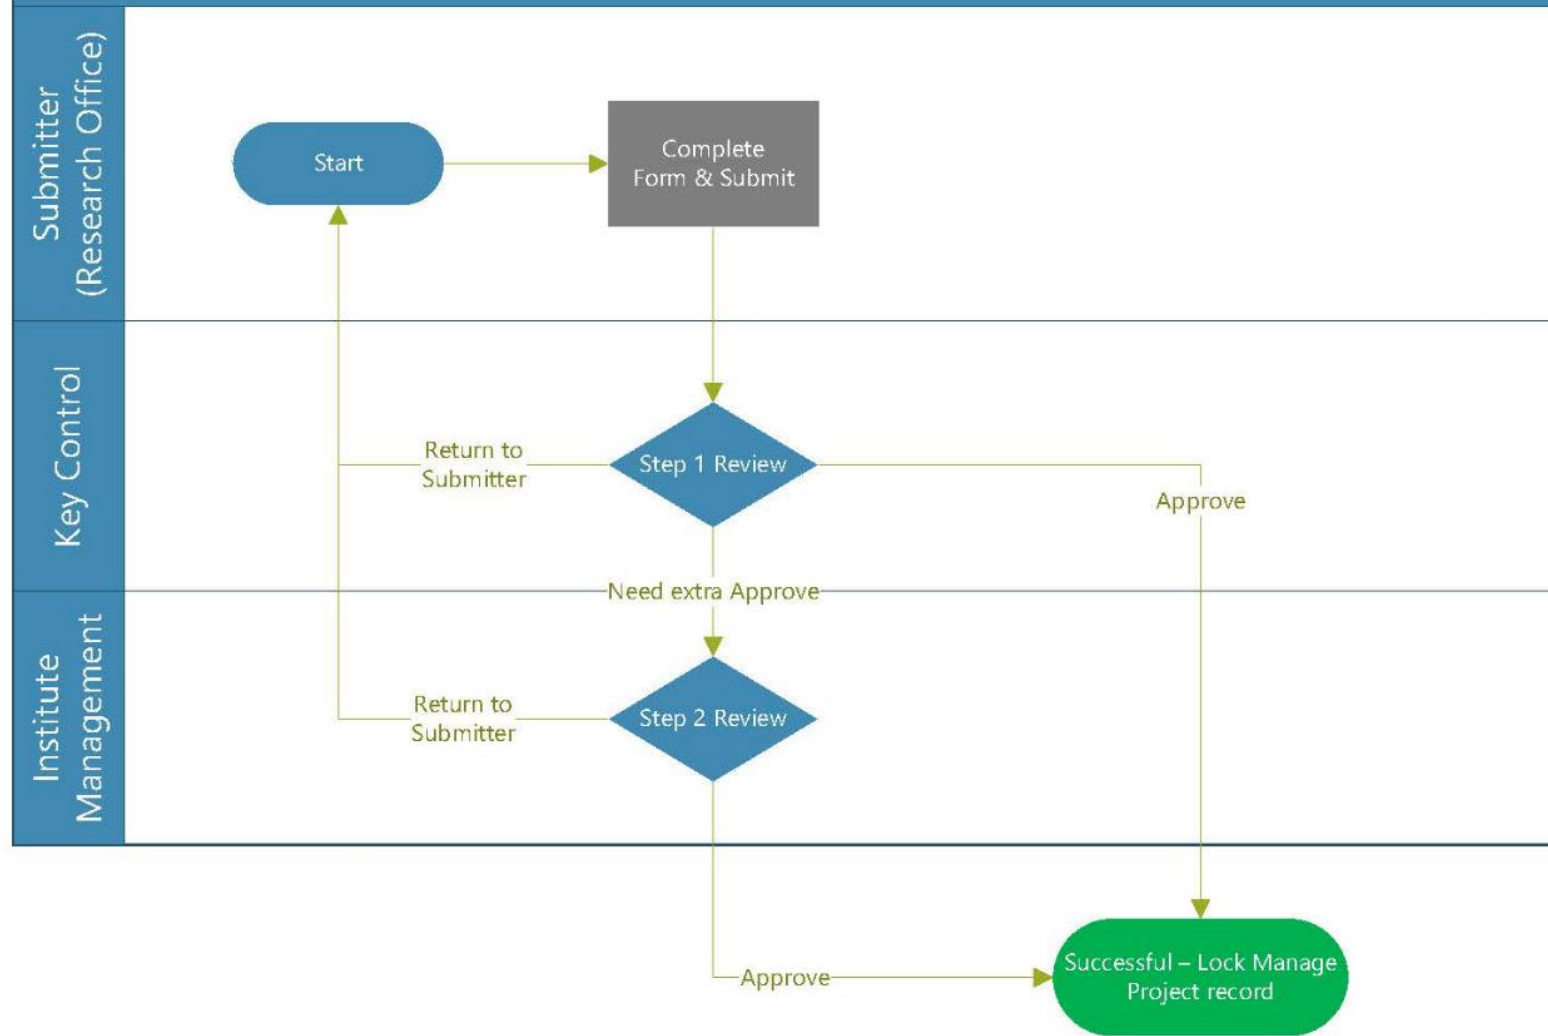 Submitter
(Research Office)
Start
Complete
Form & Submit
Key Control
Return to
Submitter
Step 1 Review
Approve
Need extra Approve
Institute
Management
Return to
Submitter
Step 2 Review
Approve
Successful – Lock Manage
Project record